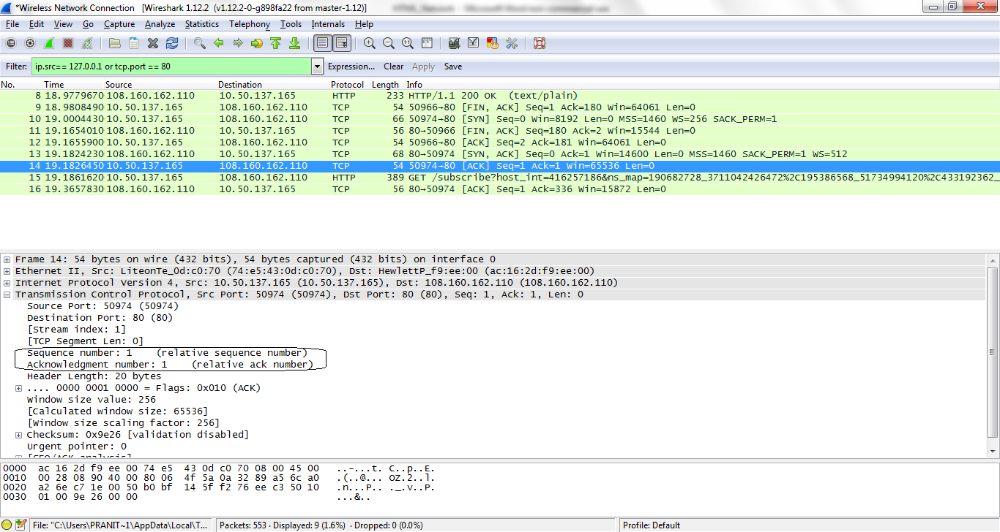 *Wireless Network Connection [Wireshark 1.12.2 (v1.12.2-0-g898fa22 from master-1.12)]
File Edit View Go Capture Analyze Statistics Telephony Tools Internals Help
Filter: ip.src== 127.0.0.1 or tcp.port == 80 Expression... Clear Apply Save
No. Time Source Destination Protocol Length Info
8 18.9779670 108.160.162.110 10.50.137.165 HTTP 233 HTTP/1.1 200 OK (text/plain)
9 18.9808490 10.50.137.165 108.160.162.110 TCP 54 50966→80 [FIN, ACK] Seq=1 Ack=180 Win=64061 Len=0
10 19.0004430 10.50.137.165 108.160.162.110 TCP 66 50974→80 [SYN] Seq=0 Win=8192 Len=0 MSS=1460 WS=256 SACK_PERM=1
11 19.1654010 108.160.162.110 10.50.137.165 TCP 56 80→50966 [FIN, ACK] Seq=180 Ack=2 Win=15544 Len=0
12 19.1655900 10.50.137.165 108.160.162.110 TCP 54 50966→80 [ACK] Seq=2 Ack=181 Win=64061 Len=0
13 19.1824230 108.160.162.110 10.50.137.165 TCP 68 80→50974 [SYN, ACK] Seq=0 Ack=1 Win=14600 Len=0 MSS=1460 SACK_PERM=1 WS=512
14 19.1826450 10.50.137.165 108.160.162.110 TCP 54 50974→80 [ACK] Seq=1 Ack=1 Win=65536 Len=0
15 19.1861620 10.50.137.165 108.160.162.110 HTTP 389 GET /subscribe?host_int=416257186&ns_map=190682728_3711042426472%2C195386568_51734994120%2C433192362_
16 19.3657830 108.160.162.110 10.50.137.165 TCP 56 80→50974 [ACK] Seq=1 Ack=336 Win=15872 Len=0
Frame 14: 54 bytes on wire (432 bits), 54 bytes captured (432 bits) on interface 0
Ethernet II, Src: LiteonTe_0d:c0:70 (74:e5:43:0d:c0:70), Dst: HewlettP_f9:ee:00 (ac:16:2d:f9:ee:00)
Internet Protocol Version 4, Src: 10.50.137.165 (10.50.137.165), Dst: 108.160.162.110 (108.160.162.110)
Transmission Control Protocol, Src Port: 50974 (50974), Dst Port: 80 (80), Seq: 1, Ack: 1, Len: 0
Source Port: 50974 (50974)
Destination Port: 80 (80)
[Stream index: 1]
[TCP Segment Len: 0]
Sequence number: 1 (relative sequence number)
Acknowledgment number: 1 (relative ack number)
Header Length: 20 bytes
.... 0000 0001 0000 = Flags: 0x010 (ACK)
Window size value: 256
[Calculated window size: 65536]
[Window size scaling factor: 256]
Checksum: 0x9e26 [validation disabled]
Urgent pointer: 0
[SEQ/ACK analysis]
0000 ac 16 2d f9 ee 00 74 e5 43 0d c0 70 08 00 45 00 ..-...t. C..p..E.
0010 00 28 08 90 40 00 80 06 4f 5a 0a 32 89 a5 6c a0 .(..@... OZ.2..l.
0020 a2 6e c7 1e 00 50 b0 bf 14 5f f2 76 ee c3 50 10 .n...P.. ._.v..P.
0030 01 00 9e 26 00 00 ...&..
File: "C:\Users\PRANIT~1\AppData\Local\T... Packets: 553 · Displayed: 9 (1.6%) · Dropped: 0 (0.0%) Profile: Default